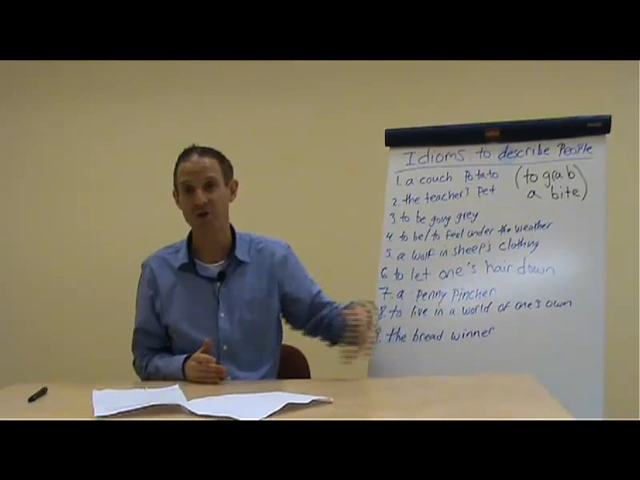 Idioms to describe People
1. a couch potato
(to grab
a bite)
2. the teacher's pet
3 to be going grey
4 to be/to feel under the weather
5. a wolf in sheep's clothing
6 to let one's hair down
7. a penny pincher
8. to live in a world of one's own
9. the bread winner